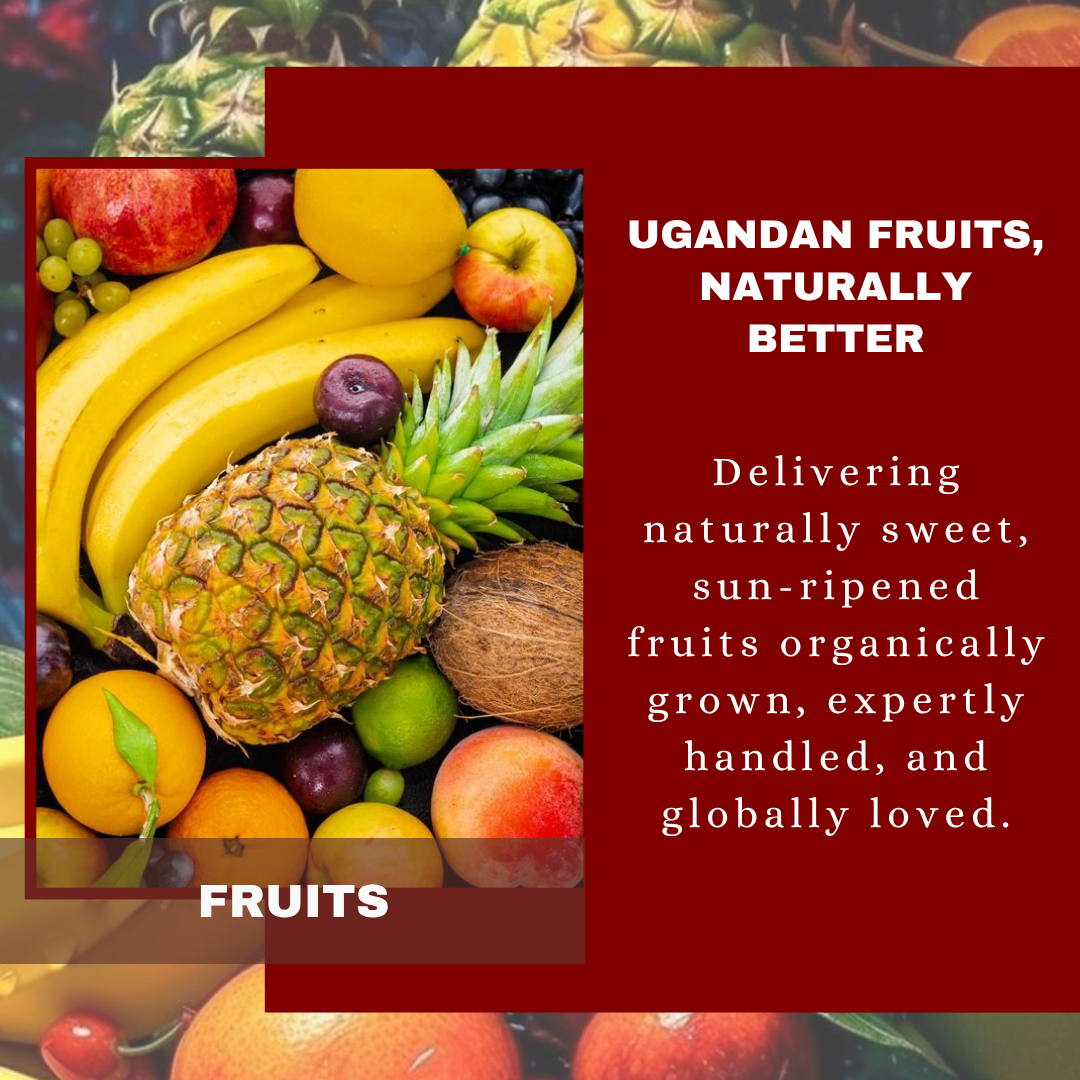 UGANDAN FRUITS,
NATURALLY
BETTER
Delivering
naturally sweet,
sun-ripened
fruits organically
grown, expertly
handled, and
globally loved.
FRUITS